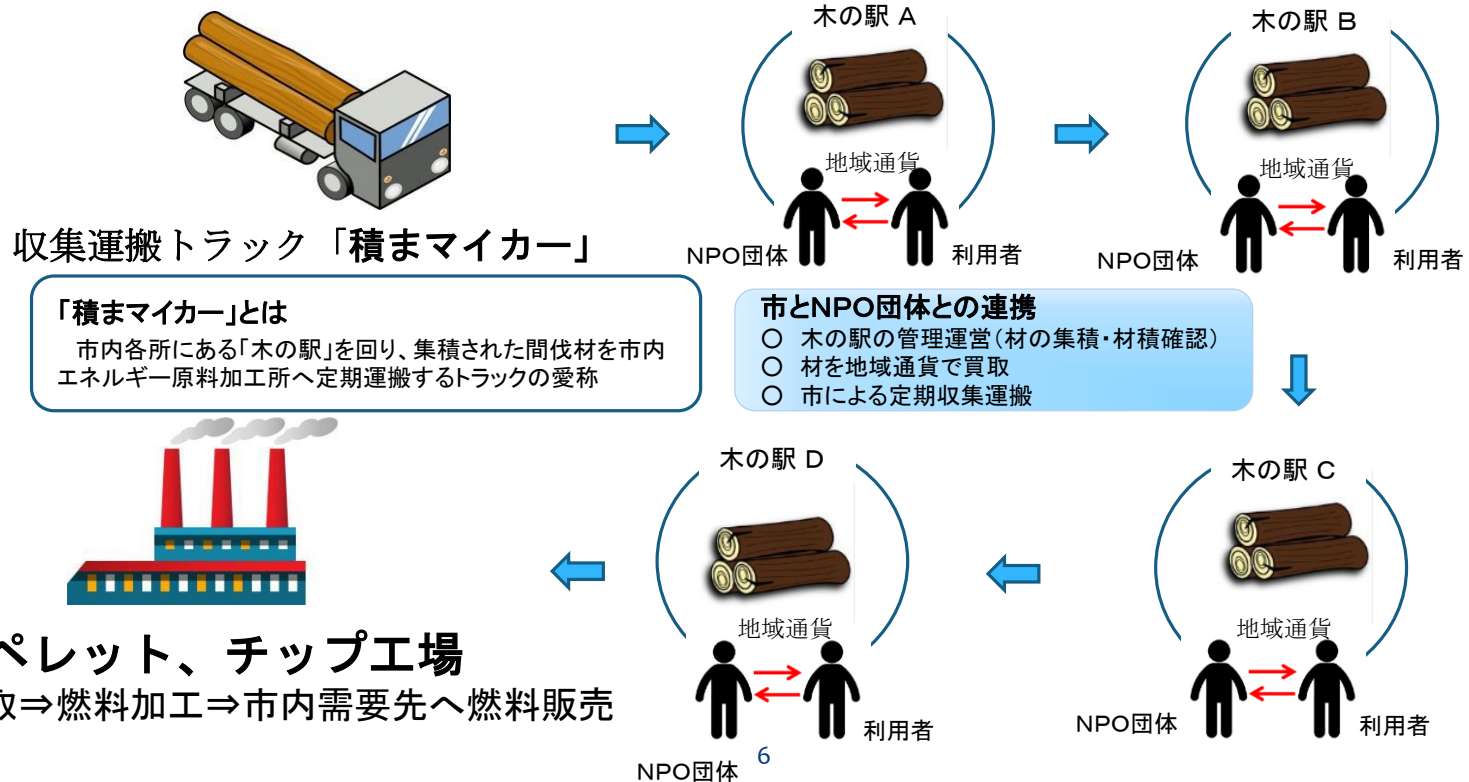 木の駅 A
木の駅 B
地域通貨
地域通貨
収集運搬トラック「積まマイカー」
NPO団体
利用者
NPO団体
利用者
「積まマイカー」とは
市内各所にある「木の駅」を回り、集積された間伐材を市内
エネルギー原料加工所へ定期運搬するトラックの愛称
市とNPO団体との連携
○ 木の駅の管理運営（材の集積・材積確認）
○ 材を地域通貨で買取
○ 市による定期収集運搬
木の駅 D
木の駅 C
地域通貨
地域通貨
ペレット、チップ工場
取⇒燃料加工⇒市内需要先へ燃料販売
利用者
NPO団体
NPO団体
利用者
6